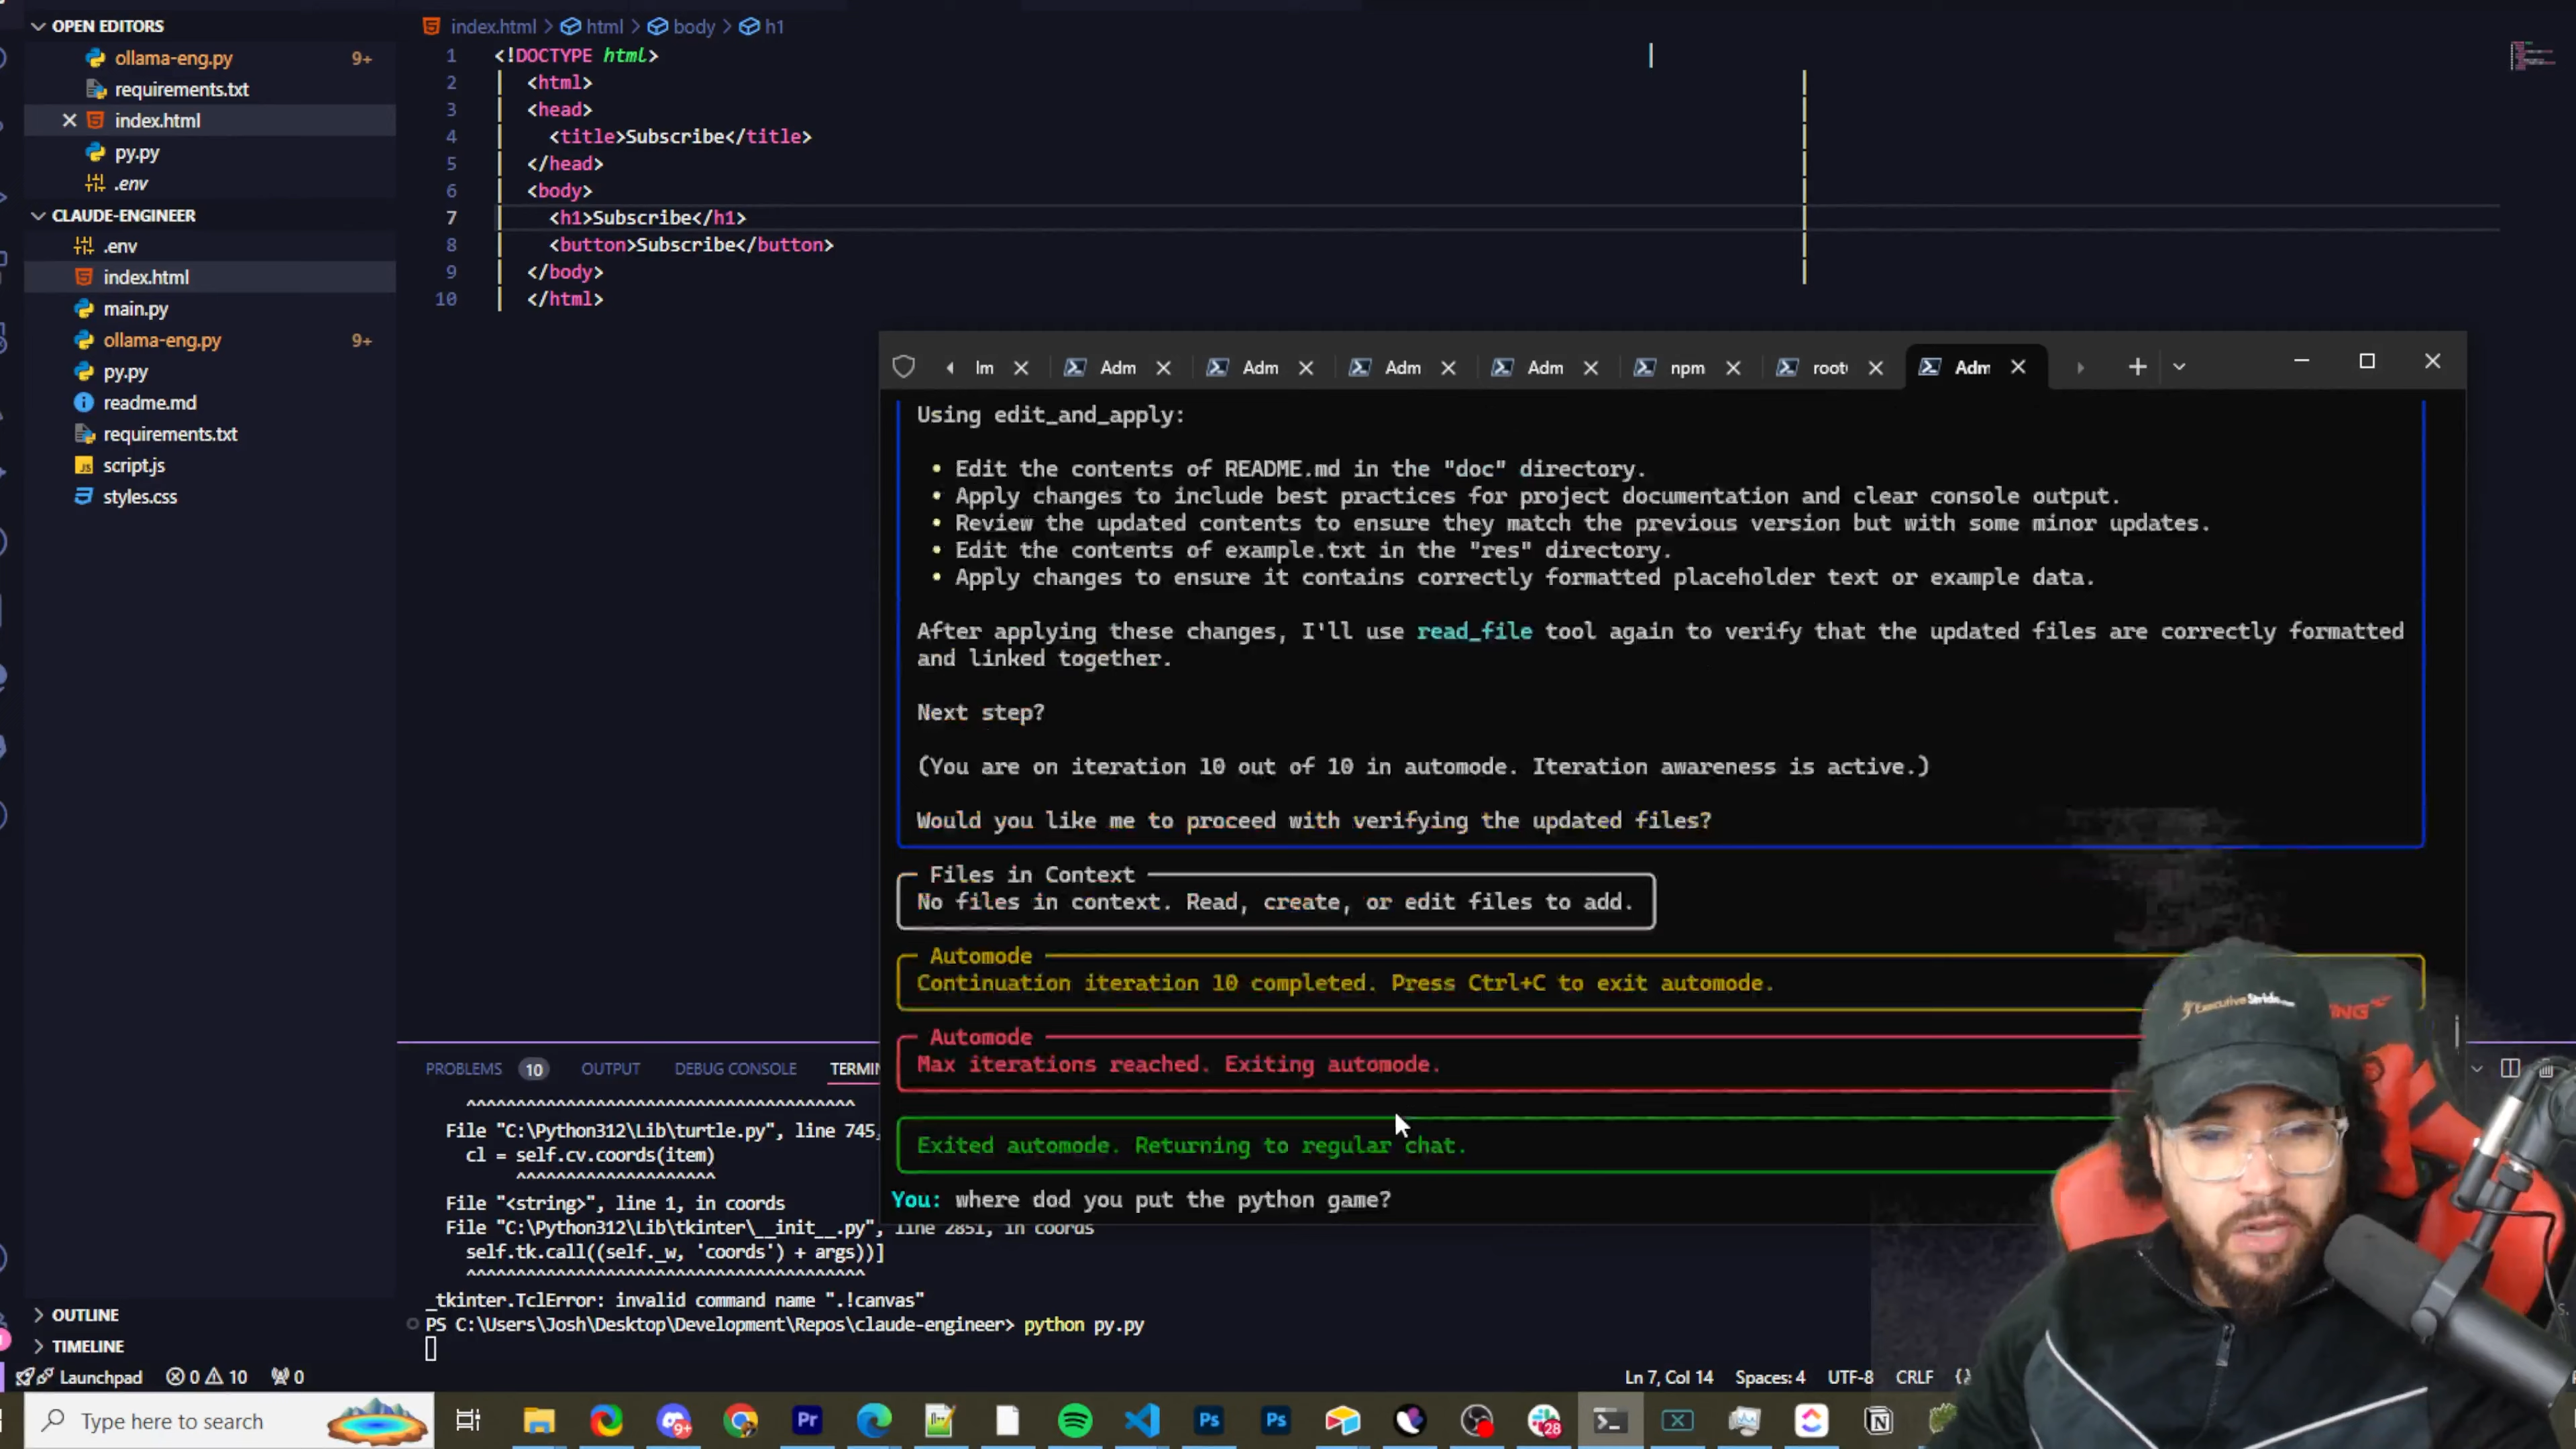 OPEN EDITORS
ollama-eng.py 9+
requirements.txt
index.html
py.py
.env
CLAUDE-ENGINEER
.env
index.html
main.py
ollama-eng.py 9+
py.py
readme.md
requirements.txt
script.js
styles.css
OUTLINE
TIMELINE
index.html > html > body > h1
1 <!DOCTYPE html>
2 <html>
3 <head>
4 <title>Subscribe</title>
5 </head>
6 <body>
7 <h1>Subscribe</h1>
8 <button>Subscribe</button>
9 </body>
10 </html>
lm Adm Adm Adm Adm npm root Adm
Using edit_and_apply:
• Edit the contents of README.md in the "doc" directory.
• Apply changes to include best practices for project documentation and clear console output.
• Review the updated contents to ensure they match the previous version but with some minor updates.
• Edit the contents of example.txt in the "res" directory.
• Apply changes to ensure it contains correctly formatted placeholder text or example data.
After applying these changes, I'll use read_file tool again to verify that the updated files are correctly formatted
and linked together.
Next step?
(You are on iteration 10 out of 10 in automode. Iteration awareness is active.)
Would you like me to proceed with verifying the updated files?
Files in Context
No files in context. Read, create, or edit files to add.
Automode
Continuation iteration 10 completed. Press Ctrl+C to exit automode.
Automode
Max iterations reached. Exiting automode.
Exited automode. Returning to regular chat.
You: where dod you put the python game?
PROBLEMS 10 OUTPUT DEBUG CONSOLE TERMIN
^^^^^^^^^^^^^^^^^^^^^^^^^^^^^^^^^^^^
File "C:\Python312\Lib\turtle.py", line 745,
cl = self.cv.coords(item)
^^^^^^^^^^^^^^^^^^^^
File "<string>", line 1, in coords
File "C:\Python312\Lib\tkinter\__init__.py", line 2851, in coords
self.tk.call((self._w, 'coords') + args))]
^^^^^^^^^^^^^^^^^^^^^^^^^^^^^^^^^^^^^
_tkinter.TclError: invalid command name ".!canvas"
PS C:\Users\Josh\Desktop\Development\Repos\claude-engineer> python py.py
Launchpad 0 10 0
Ln 7, Col 14 Spaces: 4 UTF-8 CRLF
Type here to search
9+
Pr
Ps
Ps
28
ExecutiveStride